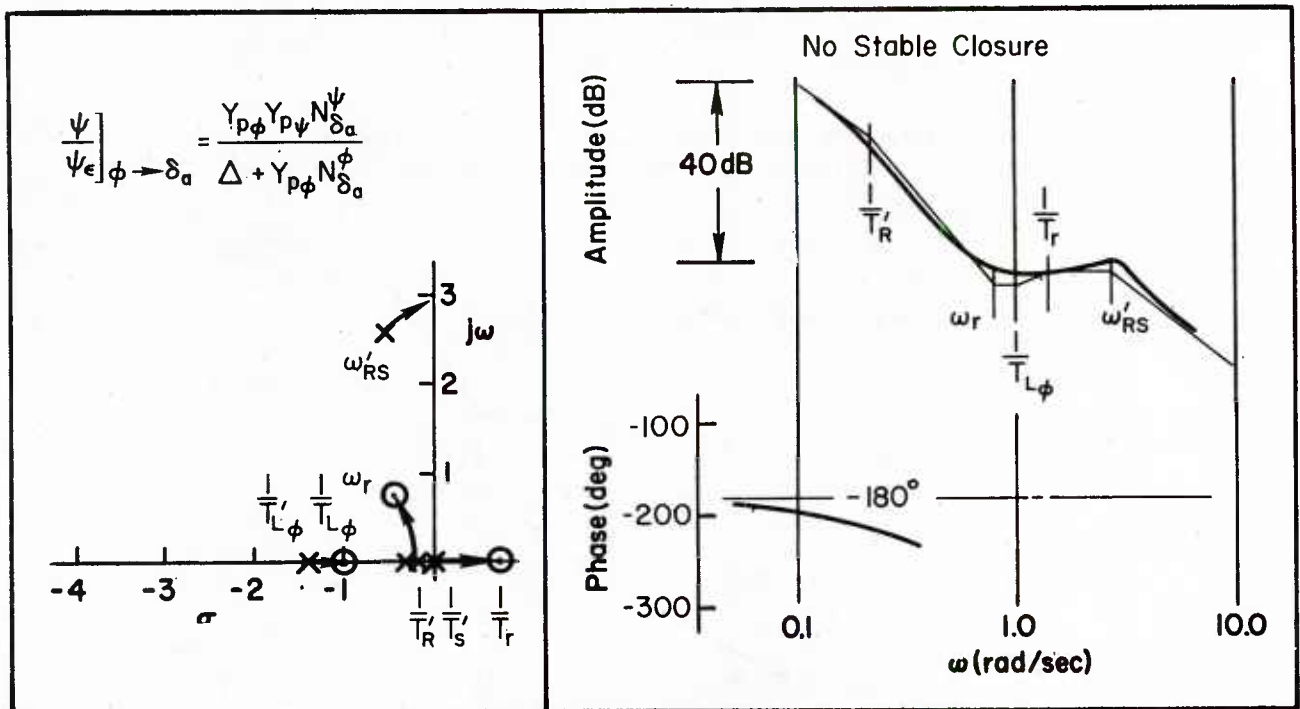 ψ/ψε]φ→δa = YpφYpψN^ψ_δa / Δ + YpφN^φ_δa
3
jω
ω'RS
2
1
ωr
1/T'Lφ 1/TLφ
-4 -3 -2 -1
σ
1/T'R 1/T's 1/Tr
No Stable Closure
Amplitude (dB)
40 dB
1/T'R
1/Tr
ωr
ω'RS
1/TLφ
Phase (deg)
-100
-180°
-200
-300
0.1 1.0 10.0
ω (rad/sec)